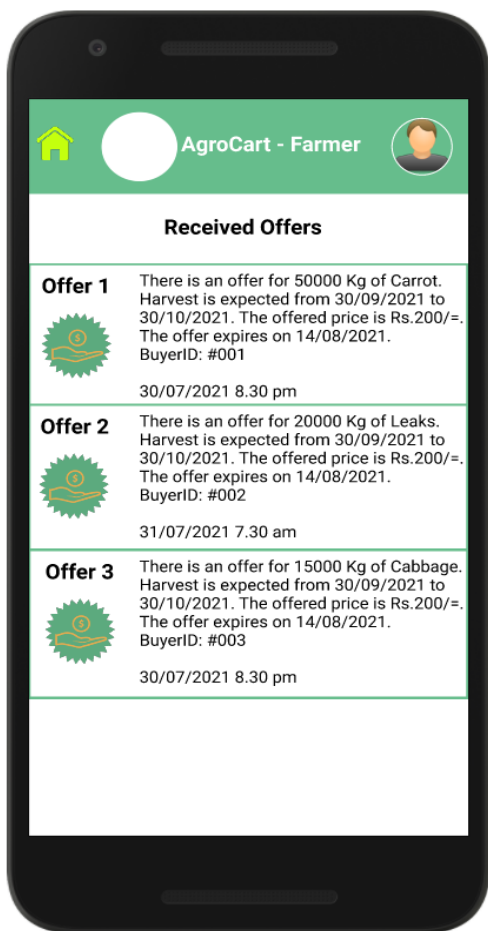 AgroCart - Farmer
Received Offers
Offer 1
There is an offer for 50000 Kg of Carrot.
Harvest is expected from 30/09/2021 to
30/10/2021. The offered price is Rs.200/=.
The offer expires on 14/08/2021.
BuyerID: #001
30/07/2021 8.30 pm
Offer 2
There is an offer for 20000 Kg of Leaks.
Harvest is expected from 30/09/2021 to
30/10/2021. The offered price is Rs.200/=.
The offer expires on 14/08/2021.
BuyerID: #002
31/07/2021 7.30 am
Offer 3
There is an offer for 15000 Kg of Cabbage.
Harvest is expected from 30/09/2021 to
30/10/2021. The offered price is Rs.200/=.
The offer expires on 14/08/2021.
BuyerID: #003
30/07/2021 8.30 pm